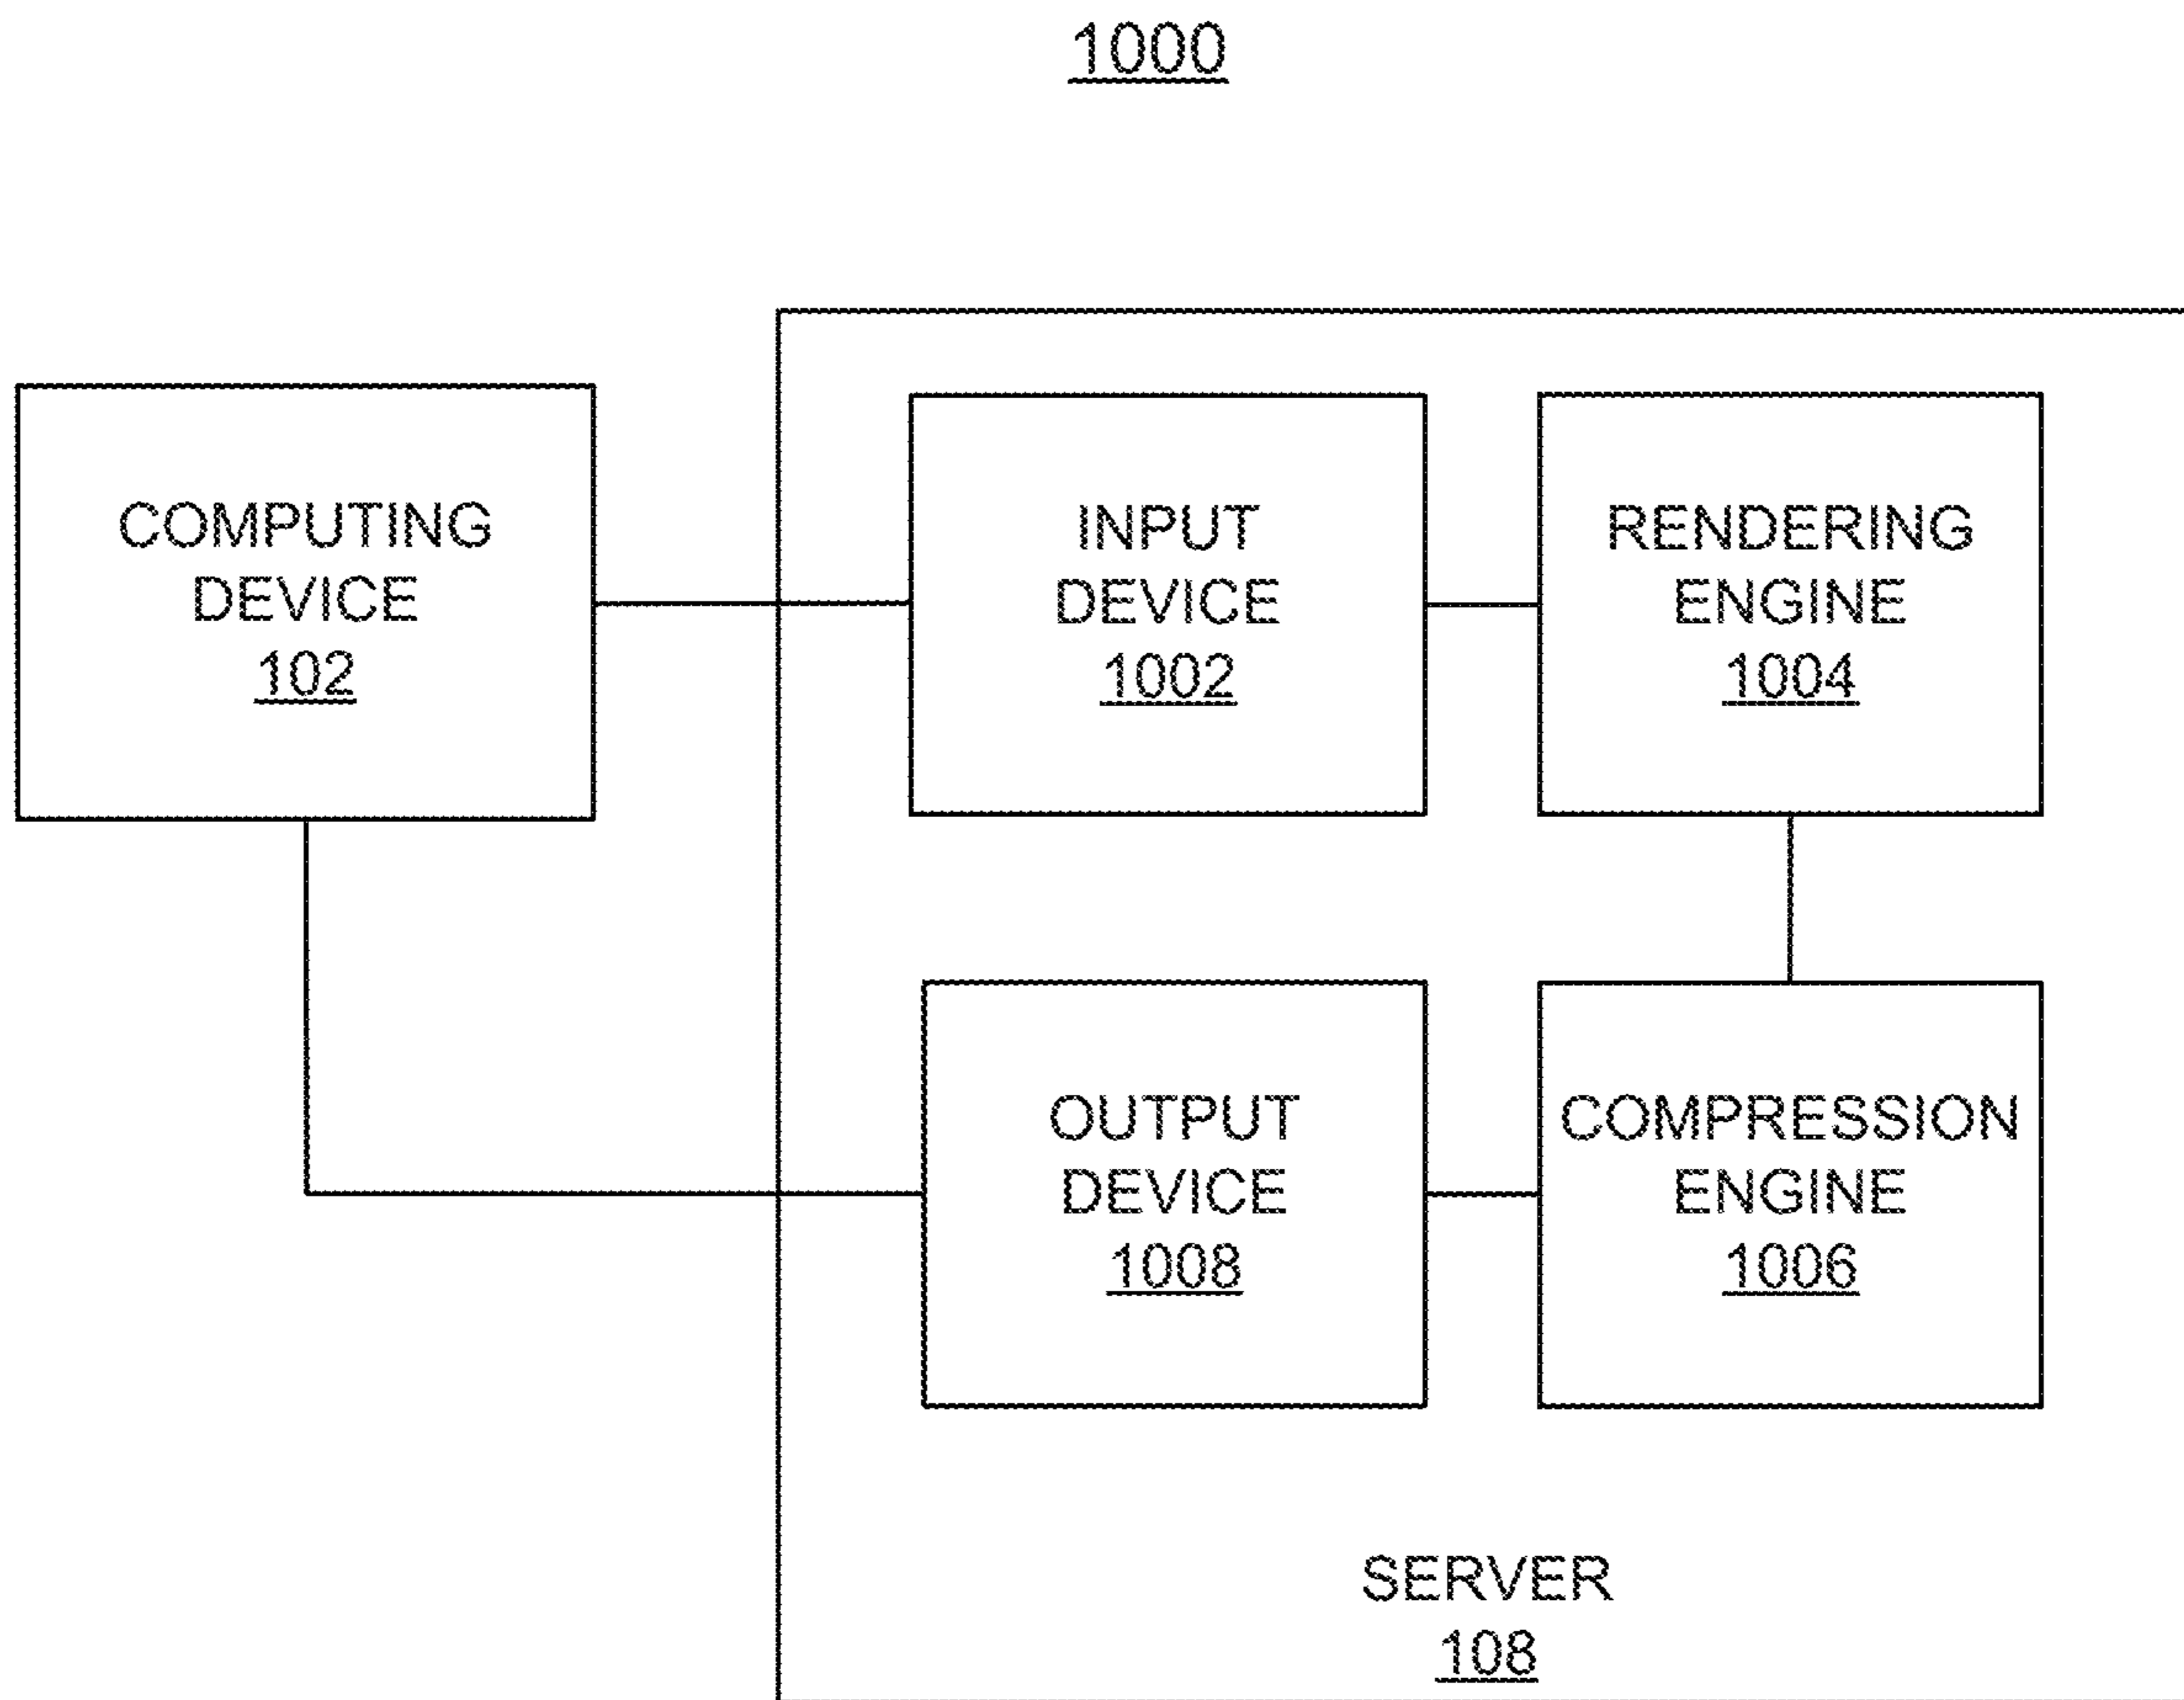 1000
COMPUTING
DEVICE
102
INPUT
DEVICE
1002
RENDERING
ENGINE
1004
OUTPUT
DEVICE
1008
COMPRESSION
ENGINE
1006
SERVER
108